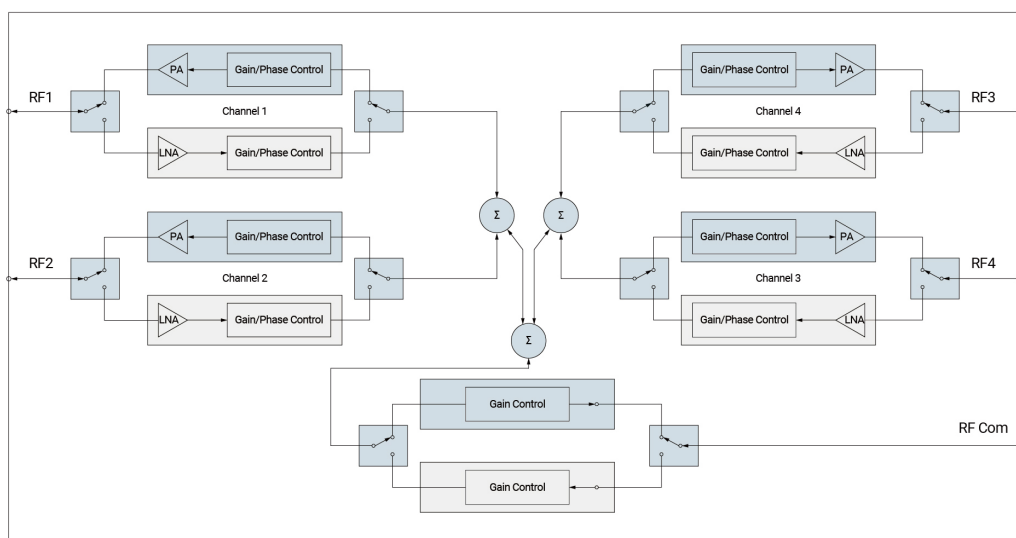 RF1
PA
Gain/Phase Control
Channel 1
LNA
Gain/Phase Control
RF2
PA
Gain/Phase Control
Channel 2
LNA
Gain/Phase Control
Σ
Σ
Σ
Gain/Phase Control
PA
Channel 4
Gain/Phase Control
LNA
RF3
Gain/Phase Control
PA
Channel 3
Gain/Phase Control
LNA
RF4
Gain Control
Gain Control
RF Com